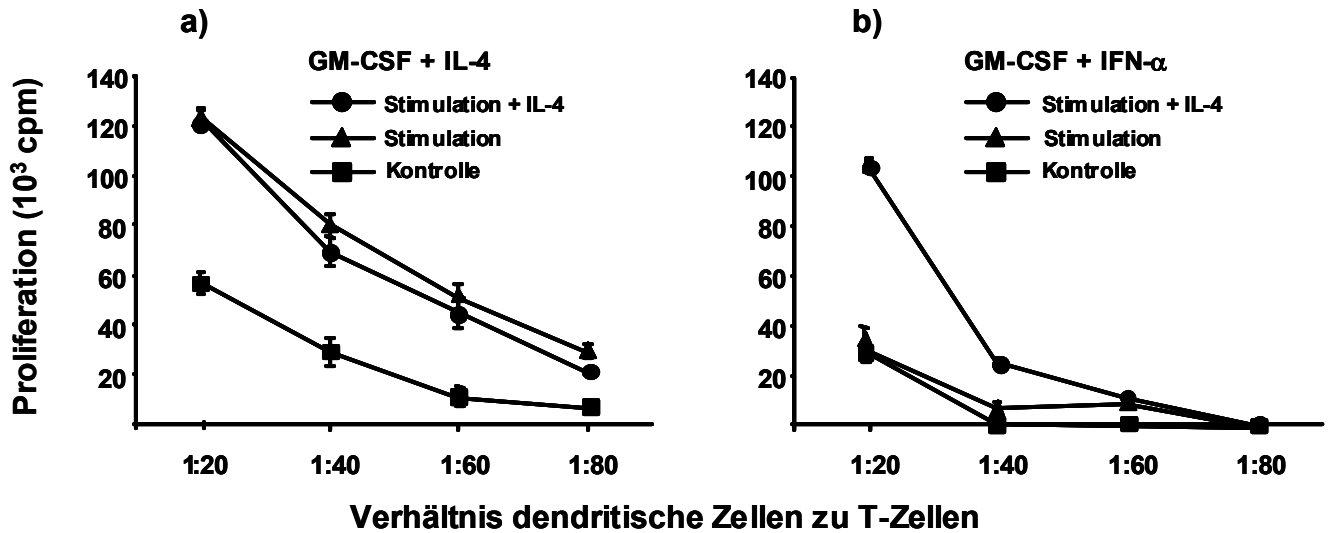 a)
GM-CSF + IL-4
Stimulation + IL-4
Stimulation
Kontrolle
Proliferation (10³ cpm)
140
120
100
80
60
40
20
1:20 1:40 1:60 1:80
b)
GM-CSF + IFN-α
Stimulation + IL-4
Stimulation
Kontrolle
140
120
100
80
60
40
20
1:20 1:40 1:60 1:80
Verhältnis dendritische Zellen zu T-Zellen